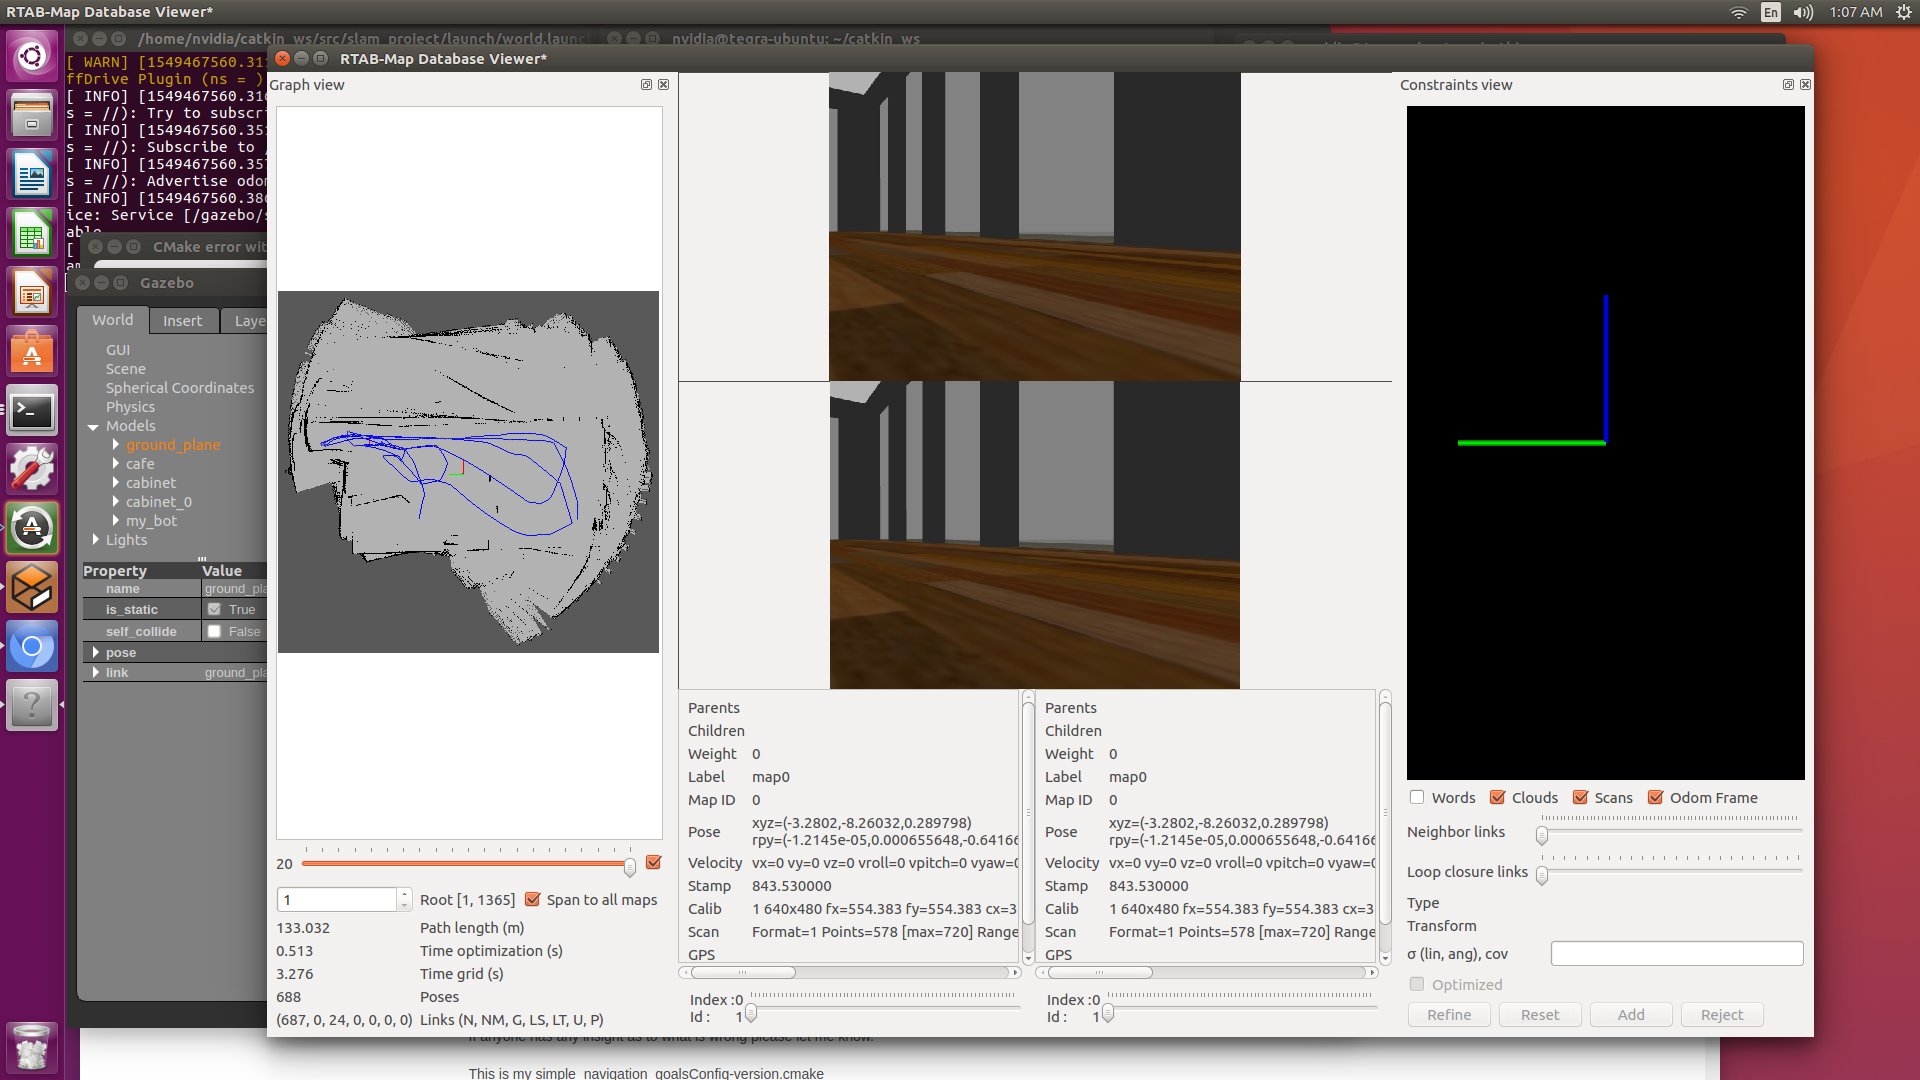 RTAB-Map Database Viewer*
En
1:07 AM
/home/nvidia/catkin_ws/src/slam_project/launch/world.launc
nvidia@tegra-ubuntu: ~/catkin_ws
[ WARN] [1549467560.31
ffDrive Plugin (ns = )
[ INFO] [1549467560.31
s = //): Try to subscr
[ INFO] [1549467560.35
s = //): Subscribe to
[ INFO] [1549467560.35
s = //): Advertise odo
[ INFO] [1549467560.38
ice: Service [/gazebo/s
able
[
CMake error wit
Gazebo
World
Insert
Laye
GUI
Scene
Spherical Coordinates
Physics
Models
ground_plane
cafe
cabinet
cabinet_0
my_bot
Lights
Property Value
name ground_pla
is_static True
self_collide False
pose
link ground_pla
RTAB-Map Database Viewer*
Graph view
20
1 Root [1, 1365] Span to all maps
133.032 Path length (m)
0.513 Time optimization (s)
3.276 Time grid (s)
688 Poses
(687, 0, 24, 0, 0, 0, 0) Links (N, NM, G, LS, LT, U, P)
Parents
Children
Weight 0
Label map0
Map ID 0
Pose xyz=(-3.2802,-8.26032,0.289798)
rpy=(-1.2145e-05,0.000655648,-0.6416
Velocity vx=0 vy=0 vz=0 vroll=0 vpitch=0 vyaw=0
Stamp 843.530000
Calib 1 640x480 fx=554.383 fy=554.383 cx=3
Scan Format=1 Points=578 [max=720] Range
GPS
Index :0
Id : 1
Parents
Children
Weight 0
Label map0
Map ID 0
Pose xyz=(-3.2802,-8.26032,0.289798)
rpy=(-1.2145e-05,0.000655648,-0.6416
Velocity vx=0 vy=0 vz=0 vroll=0 vpitch=0 vyaw=0
Stamp 843.530000
Calib 1 640x480 fx=554.383 fy=554.383 cx=3
Scan Format=1 Points=578 [max=720] Range
GPS
Index :0
Id : 1
Constraints view
Words Clouds Scans Odom Frame
Neighbor links
Loop closure links
Type
Transform
σ (lin, ang), cov
Optimized
Refine
Reset
Add
Reject
If anyone has any insight as to what is wrong please let me know.
This is my simple_navigation_goalsConfig-version.cmake